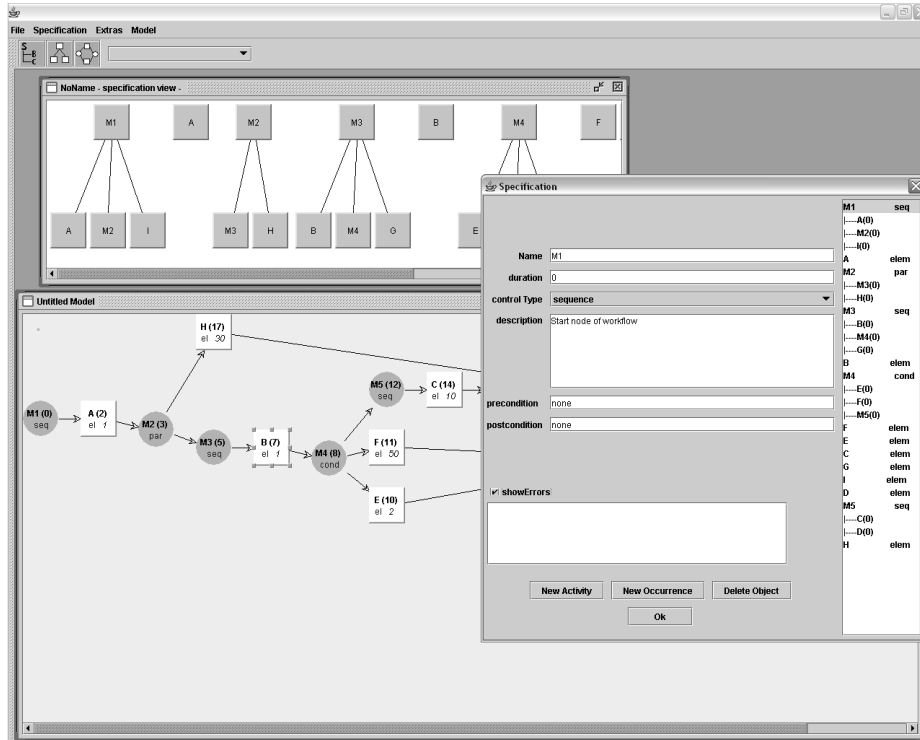 File Specification Extras Model
S
B
C
NoName - specification view -
M1 A M2 M3 B M4 F
A M2 I M3 H B M4 G E
Untitled Model
H (17)
el 30
M5 (12)
seq
C (14)
el 10
M1 (0)
seq
A (2)
el 1
M2 (3)
par
M3 (5)
seq
B (7)
el 1
M4 (8)
cond
F (11)
el 50
E (10)
el 2
Specification
Name M1
duration 0
control Type sequence
description Start node of workflow
precondition none
postcondition none
showErrors
New Activity New Occurrence Delete Object
Ok
M1 seq
|----A(0)
|----M2(0)
|----I(0)
A elem
M2 par
|----M3(0)
|----H(0)
M3 seq
|----B(0)
|----M4(0)
|----G(0)
B elem
M4 cond
|----E(0)
|----F(0)
|----M5(0)
F elem
E elem
C elem
G elem
I elem
D elem
M5 seq
|----C(0)
|----D(0)
H elem